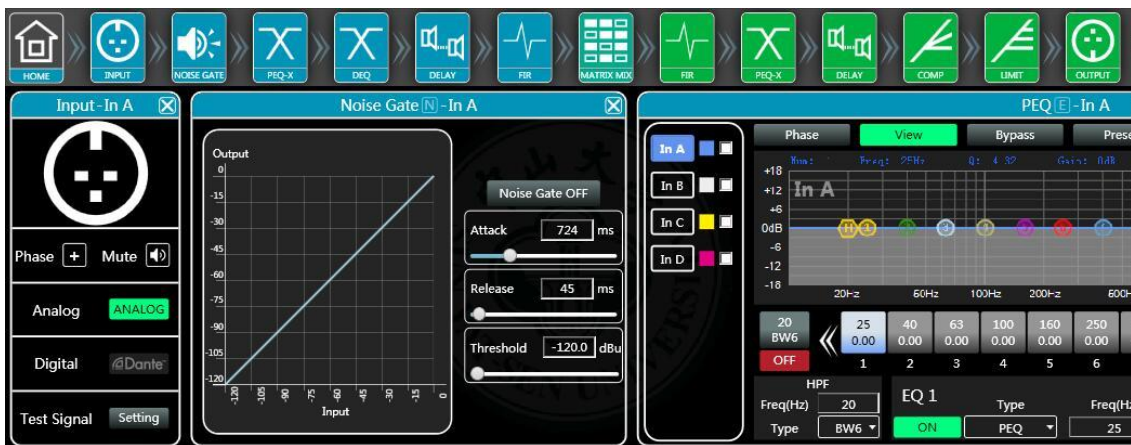 HOME INPUT NOISE GATE PEQ-X DEQ DELAY FIR MATRIX MIX FIR PEQ-X DELAY COMP LIMIT OUTPUT
Input-In A
Phase + Mute
Analog ANALOG
Digital Dante
Test Signal Setting
Noise Gate N -In A
Output
0
-15
-30
-45
-60
-75
-90
-105
-120
-120 -105 -90 -75 -60 -45 -30 -15 0
Input
Noise Gate OFF
Attack 724 ms
Release 45 ms
Threshold -120.0 dBu
PEQ E -In A
In A
In B
In C
In D
Phase View Bypass Prese
Freq: 25Hz Q: 4.32 Gain: 0dB
In A
+18
+12
+6
0dB
-6
-12
-18
H 1
20Hz 60Hz 100Hz 200Hz 600H
20 BW6 OFF
25 40 63 100 160 250
0.00 0.00 0.00 0.00 0.00 0.00
1 2 3 4 5 6
HPF
Freq(Hz) 20
Type BW6
EQ 1 Type Freq(H
ON PEQ 25